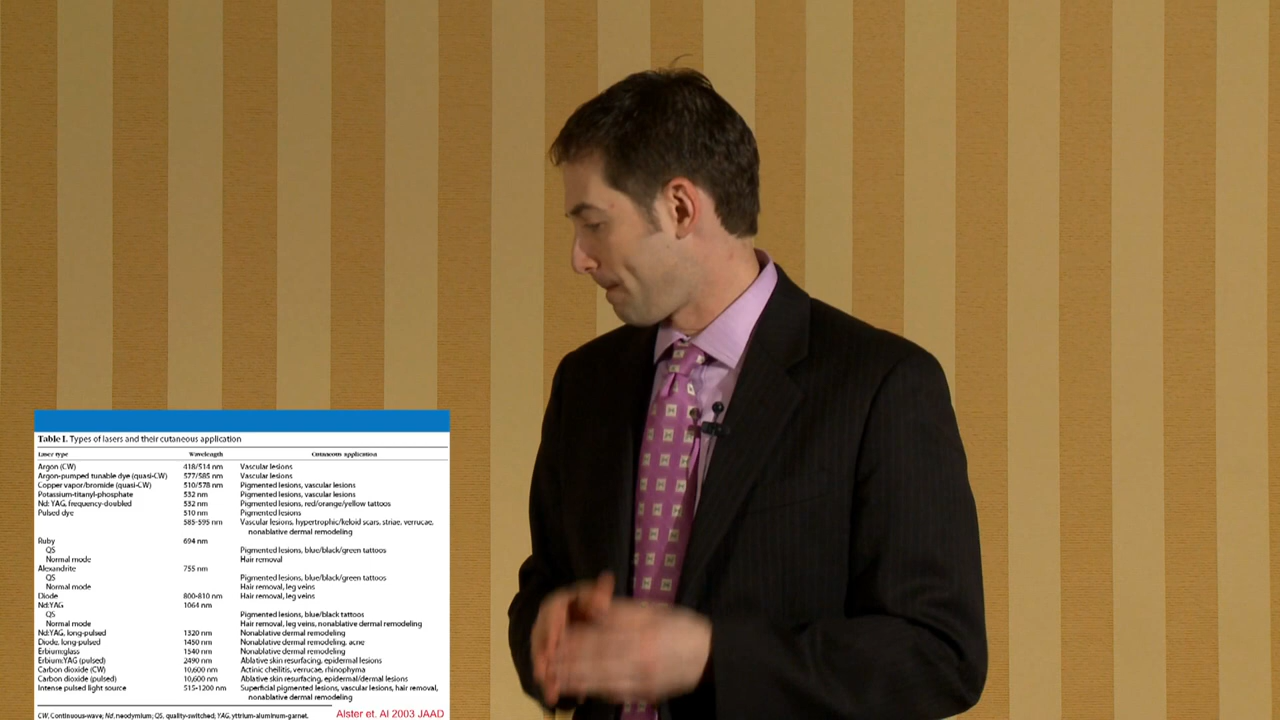 Table I. Types of lasers and their cutaneous application
Laser type Wavelength Cutaneous application
Argon (CW) 418/514 nm Vascular lesions
Argon-pumped tunable dye (quasi-CW) 577/585 nm Vascular lesions
Copper vapor/bromide (quasi-CW) 510/578 nm Pigmented lesions, vascular lesions
Potassium-titanyl-phosphate 532 nm Pigmented lesions, vascular lesions
Nd: YAG, frequency-doubled 532 nm Pigmented lesions, red/orange/yellow tattoos
Pulsed dye 510 nm Pigmented lesions
585-595 nm Vascular lesions, hypertrophic/keloid scars, striae, verrucae,
nonablative dermal remodeling
Ruby 694 nm
QS Pigmented lesions, blue/black/green tattoos
Normal mode Hair removal
Alexandrite 755 nm
QS Pigmented lesions, blue/black/green tattoos
Normal mode Hair removal, leg veins
Diode 800-810 nm Hair removal, leg veins
Nd:YAG 1064 nm
QS Pigmented lesions, blue/black tattoos
Normal mode Hair removal, leg veins, nonablative dermal remodeling
Nd:YAG, long-pulsed 1320 nm Nonablative dermal remodeling
Diode, long-pulsed 1450 nm Nonablative dermal remodeling, acne
Erbium:glass 1540 nm Nonablative dermal remodeling
Erbium:YAG (pulsed) 2490 nm Ablative skin resurfacing, epidermal lesions
Carbon dioxide (CW) 10,600 nm Actinic cheilitis, verrucae, rhinophyma
Carbon dioxide (pulsed) 10,600 nm Ablative skin resurfacing, epidermal/dermal lesions
Intense pulsed light source 515-1200 nm Superficial pigmented lesions, vascular lesions, hair removal,
nonablative dermal remodeling
CW, Continuous-wave; Nd, neodymium; QS, quality-switched; YAG, yttrium-aluminum-garnet.
Alster et. Al 2003 JAAD